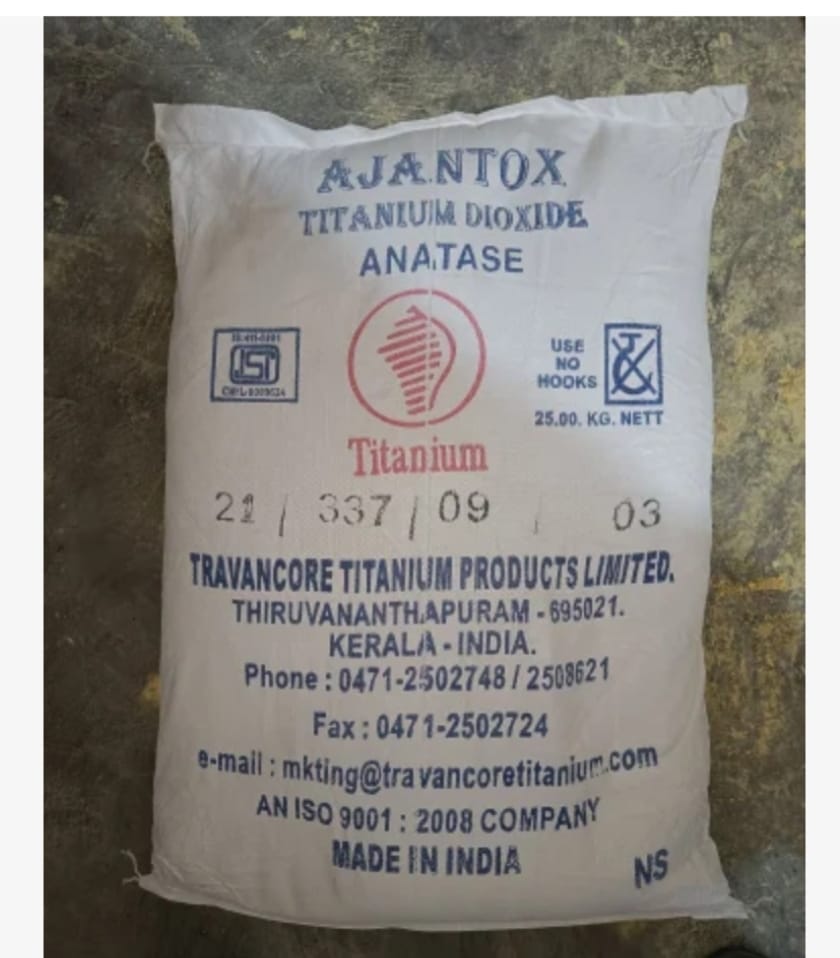 AJANTOX
TITANIUM DIOXIDE
ANATASE
ISI
USE
NO
HOOKS
25.00. KG. NETT
Titanium
21 / 337 / 09 / 03
TRAVANCORE TITANIUM PRODUCTS LIMITED.
THIRUVANANTHAPURAM - 695021.
KERALA - INDIA.
Phone : 0471-2502748 / 2508621
Fax : 0471-2502724
e-mail : mkting@travancoretitanium.com
AN ISO 9001 : 2008 COMPANY
MADE IN INDIA
NS